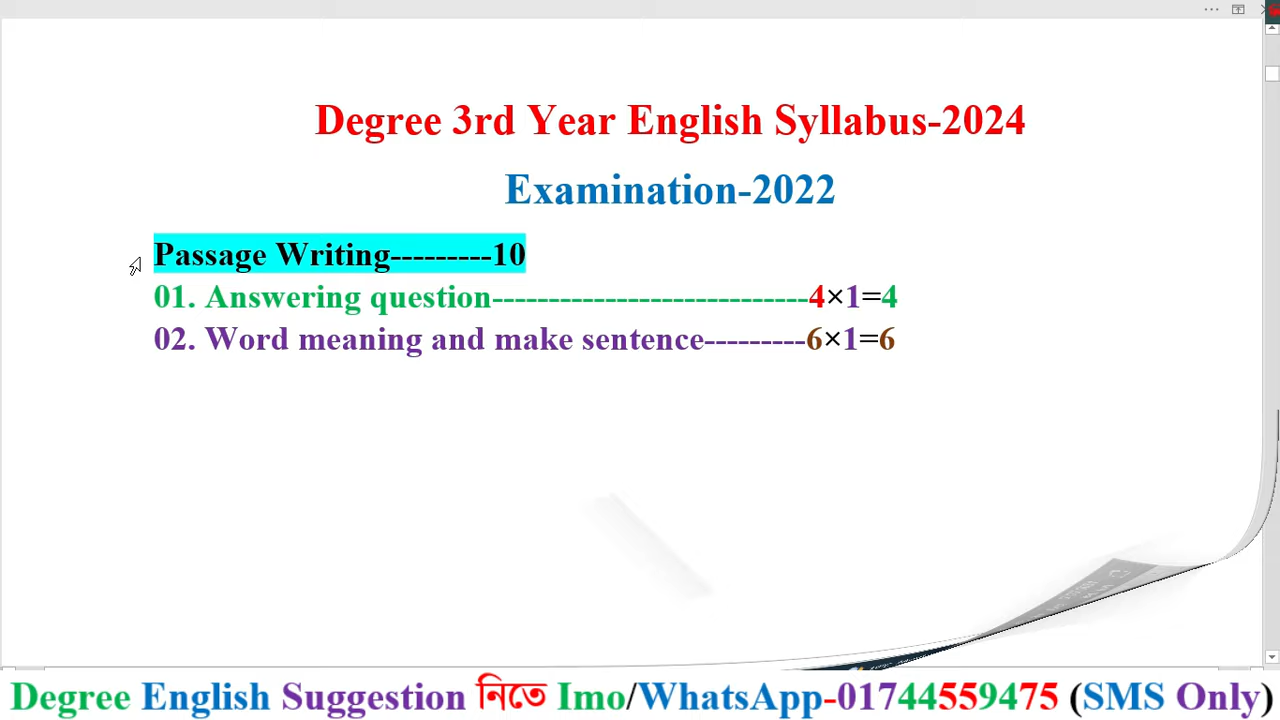 Degree 3rd Year English Syllabus-2024
Examination-2022
Passage Writing---------10
01. Answering question----------------------------4×1=4
02. Word meaning and make sentence---------6×1=6
Degree English Suggestion নিতে Imo/WhatsApp-01744559475 (SMS Only)